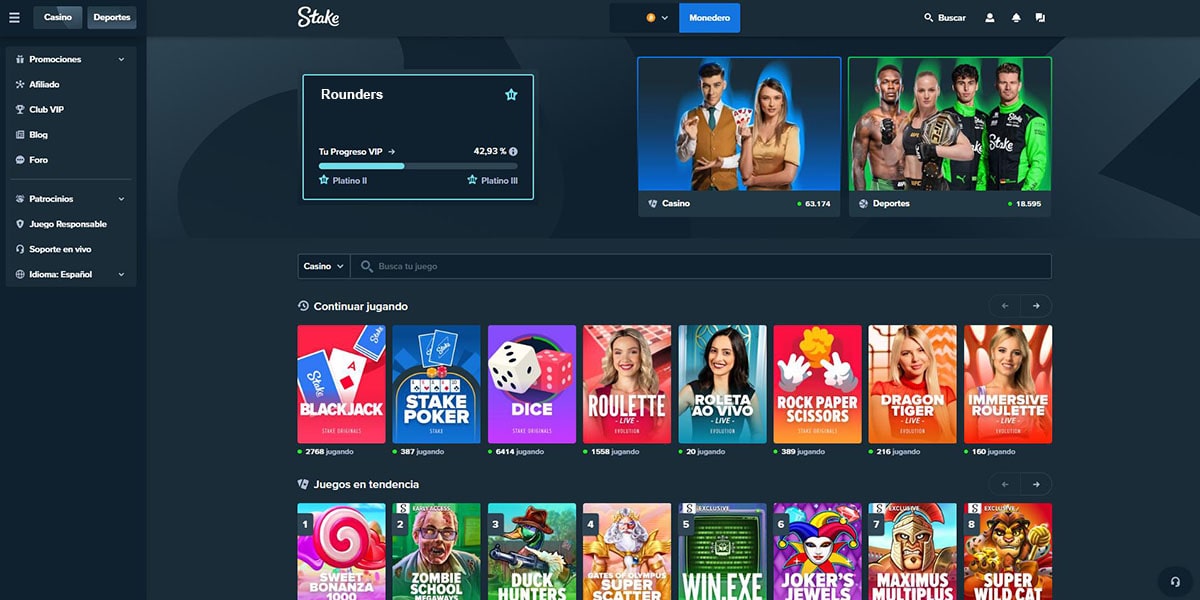 Casino
Deportes
Stake
Monedero
Buscar
Promociones
Afiliado
Club VIP
Blog
Foro
Patrocinios
Juego Responsable
Soporte en vivo
Idioma: Español
Rounders
Tu Progreso VIP →
42,93 %
Platino II
Platino III
Stake
Casino
63.174
Deportes
18.595
Casino
Busca tu juego
Continuar jugando
Stake
Stake
BLACKJACK
STAKE ORIGINALS
2768 jugando
Stake
STAKE
POKER
STAKE
387 jugando
DICE
STAKE ORIGINALS
6414 jugando
ROULETTE
- LIVE -
EVOLUTION
1558 jugando
ROLETA
AO VIVO
- LIVE -
EVOLUTION
20 jugando
ROCK PAPER
SCISSORS
STAKE ORIGINALS
389 jugando
DRAGON
TIGER
- LIVE -
EVOLUTION
216 jugando
IMMERSIVE
ROULETTE
- LIVE -
EVOLUTION
160 jugando
Juegos en tendencia
1
SWEET
BONANZA
1000
2
EARLY ACCESS
ZOMBIE
SCHOOL
MEGAWAYS
3
DUCK
HUNTERS
4
GATES OF OLYMPUS
SUPER
SCATTER
5
EXCLUSIVE
WIN.EXE
6
JOKER'S
JEWELS
7
EXCLUSIVE
MAXIMUS
MULTIPLUS
8
EXCLUSIVE
SUPER
WILD CAT